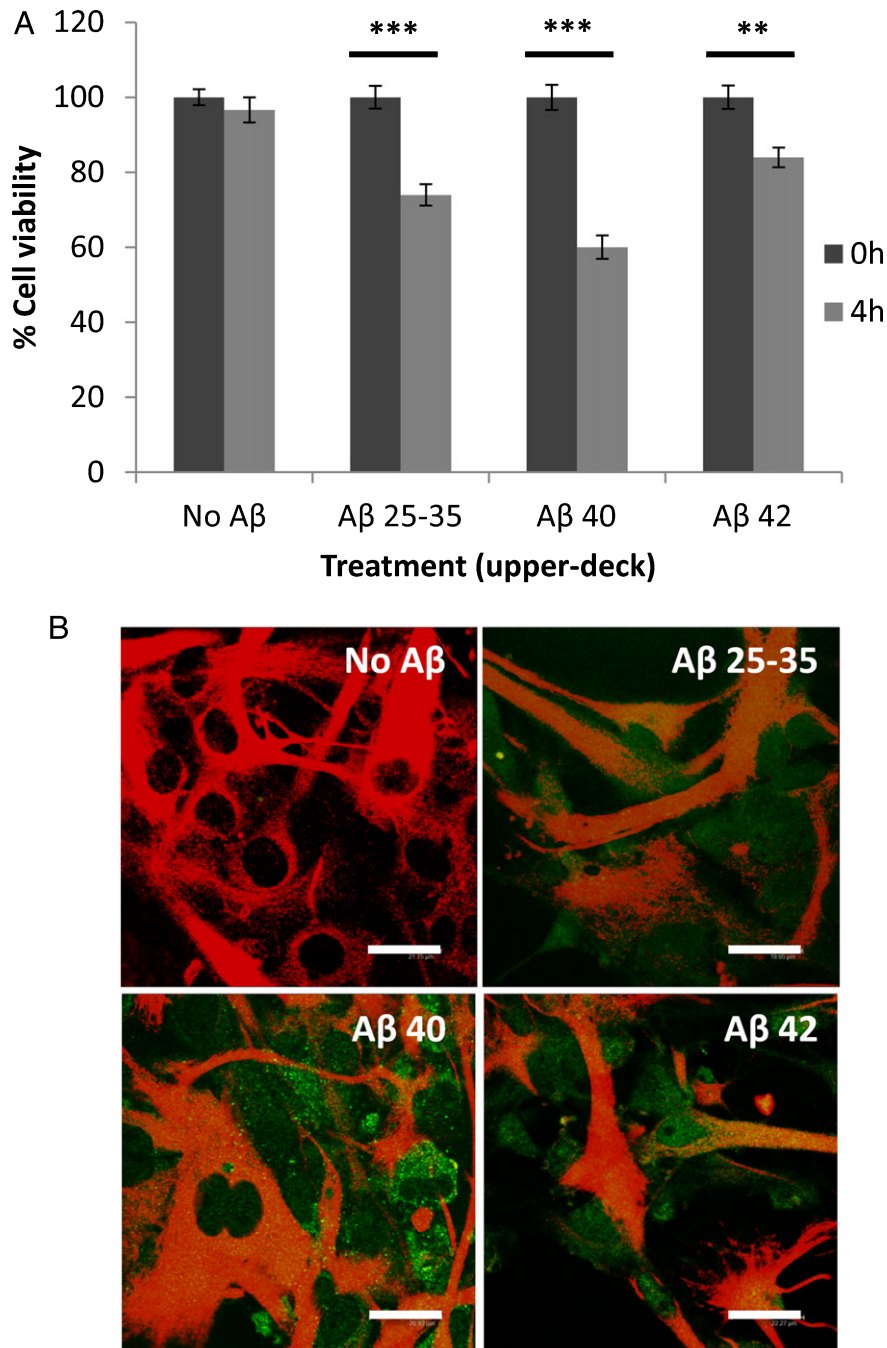 A
120
100
80
60
40
20
0
% Cell viability
*** *** **
0h
4h
No Aβ Aβ 25-35 Aβ 40 Aβ 42
Treatment (upper-deck)
B
No Aβ
Aβ 25-35
Aβ 40
Aβ 42